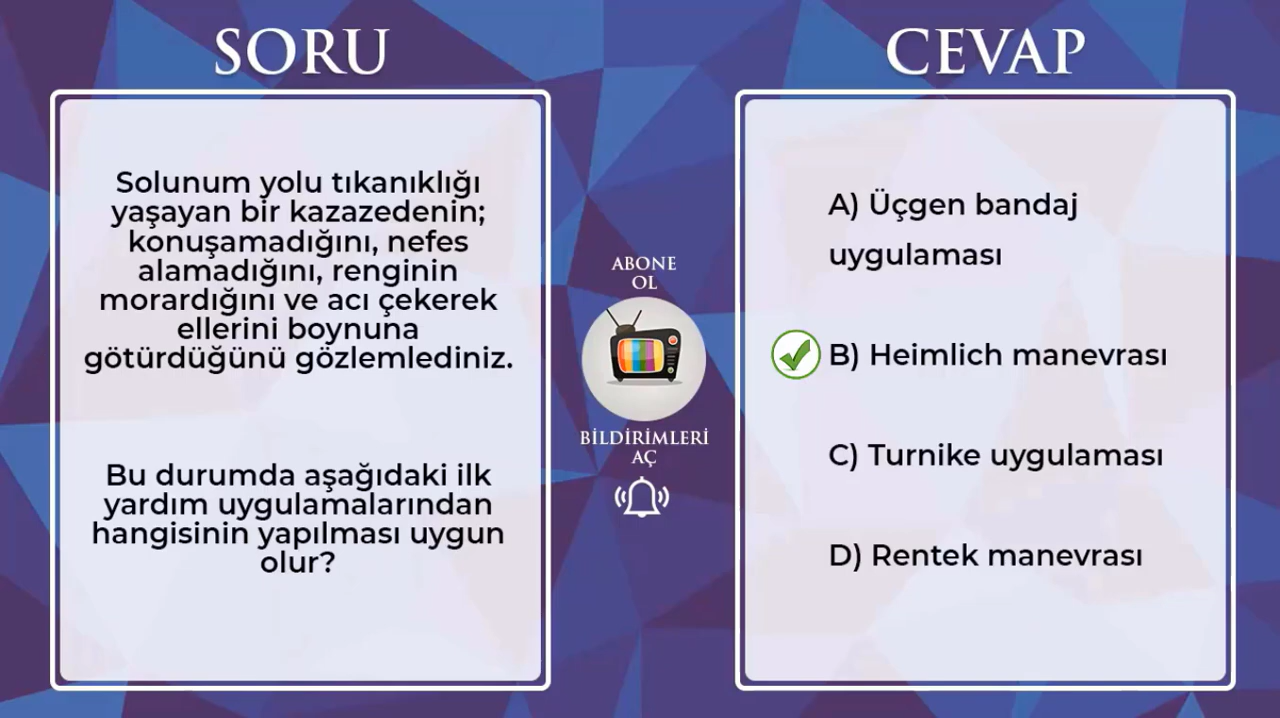 SORU
Solunum yolu tıkanıklığı
yaşayan bir kazazedenin;
konuşamadığını, nefes
alamadığını, renginin
morardığını ve acı çekerek
ellerini boynuna
götürdüğünü gözlemlediniz.
Bu durumda aşağıdaki ilk
yardım uygulamalarından
hangisinin yapılması uygun
olur?
ABONE
OL
BİLDİRİMLERİ
AÇ
CEVAP
A) Üçgen bandaj
uygulaması
B) Heimlich manevrası
C) Turnike uygulaması
D) Rentek manevrası